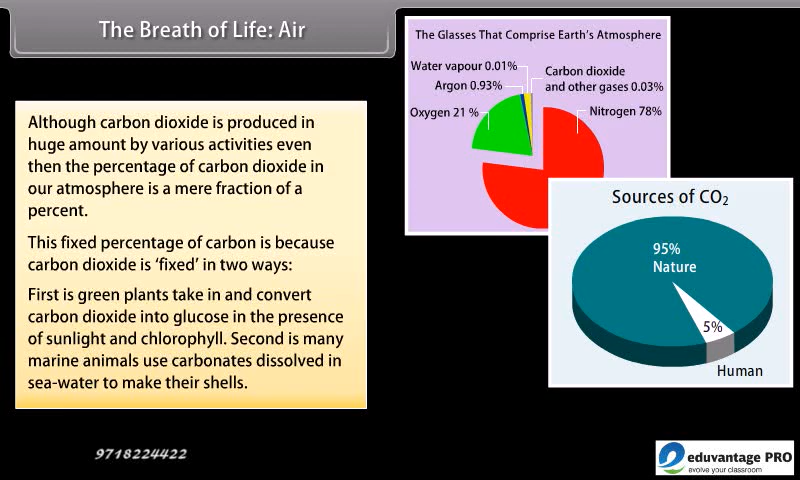 The Breath of Life: Air
Although carbon dioxide is produced in
huge amount by various activities even
then the percentage of carbon dioxide in
our atmosphere is a mere fraction of a
percent.
This fixed percentage of carbon is because
carbon dioxide is ‘fixed’ in two ways:
First is green plants take in and convert
carbon dioxide into glucose in the presence
of sunlight and chlorophyll. Second is many
marine animals use carbonates dissolved in
sea-water to make their shells.
The Glasses That Comprise Earth's Atmosphere
Water vapour 0.01%
Argon 0.93%
Oxygen 21 %
Carbon dioxide
and other gases 0.03%
Nitrogen 78%
Sources of CO₂
95%
Nature
5%
Human
9718224422
eduvantage PRO
evolve your classroom